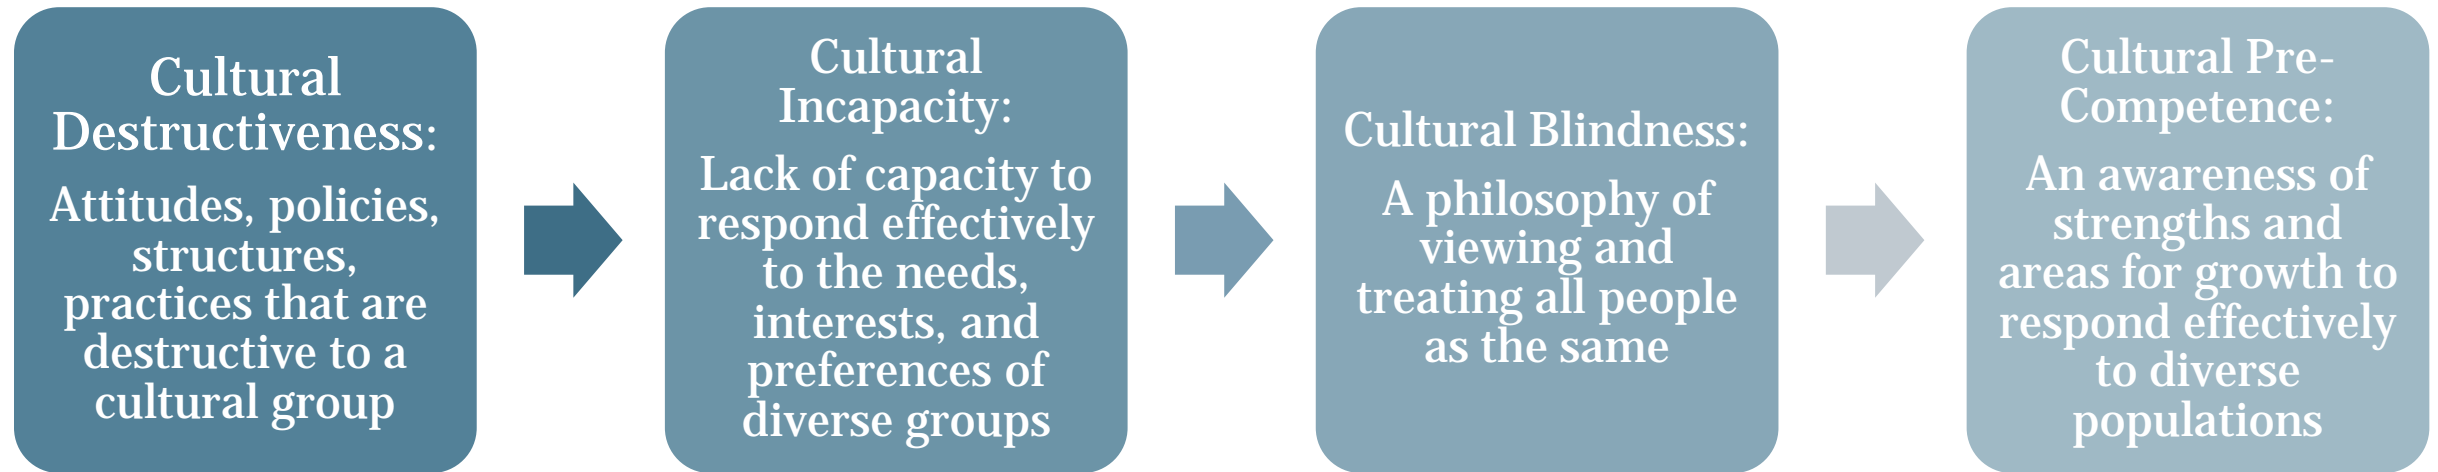 Cultural
Destructiveness:
Attitudes, policies,
structures,
practices that are
destructive to a
cultural group
Cultural
Incapacity:
Lack of capacity to
respond effectively
to the needs,
interests, and
preferences of
diverse groups
Cultural Blindness:
A philosophy of
viewing and
treating all people
as the same
Cultural Pre-
Competence:
An awareness of
strengths and
areas for growth to
respond effectively
to diverse
populations